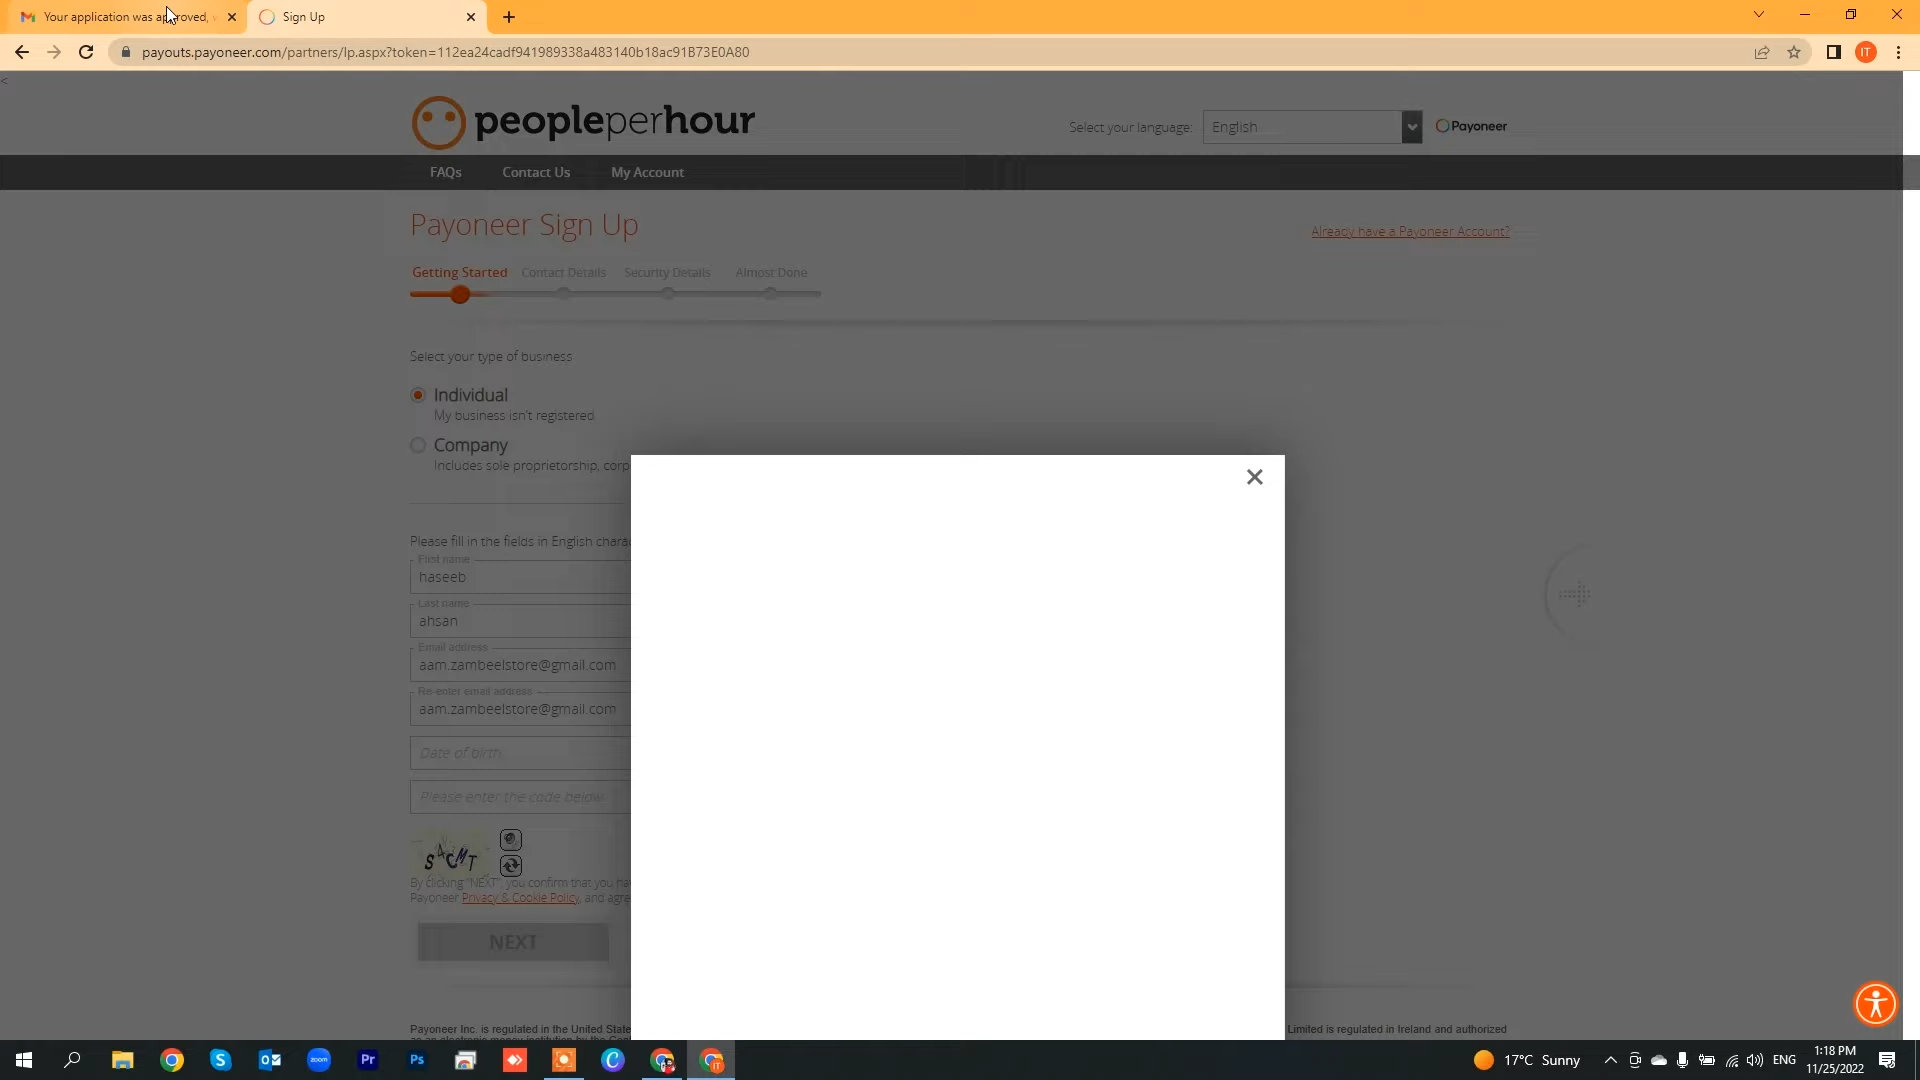 Your application was approved,
Sign Up
payouts.payoneer.com/partners/lp.aspx?token=112ea24cadf941989338a483140b18ac91B73E0A80
IT
<
peopleperhour
Select your language:
English
Payoneer
FAQs
Contact Us
My Account
Payoneer Sign Up
Already have a Payoneer Account?
Getting Started
Contact Details
Security Details
Almost Done
Select your type of business
Individual
My business isn't registered
Company
Includes sole proprietorship, corp
Please fill in the fields in English charac
First name
haseeb
Last name
ahsan
Email address
aam.zambeelstore@gmail.com
Re-enter email address
aam.zambeelstore@gmail.com
Date of birth
Please enter the code below
By clicking "NEXT", you confirm that you ha
Payoneer Privacy & Cookie Policy, and agre
NEXT
Payoneer Inc. is regulated in the United State
Limited is regulated in Ireland and authorized
zoom
Pr
Ps
IT
17°C Sunny
ENG
1:18 PM
11/25/2022